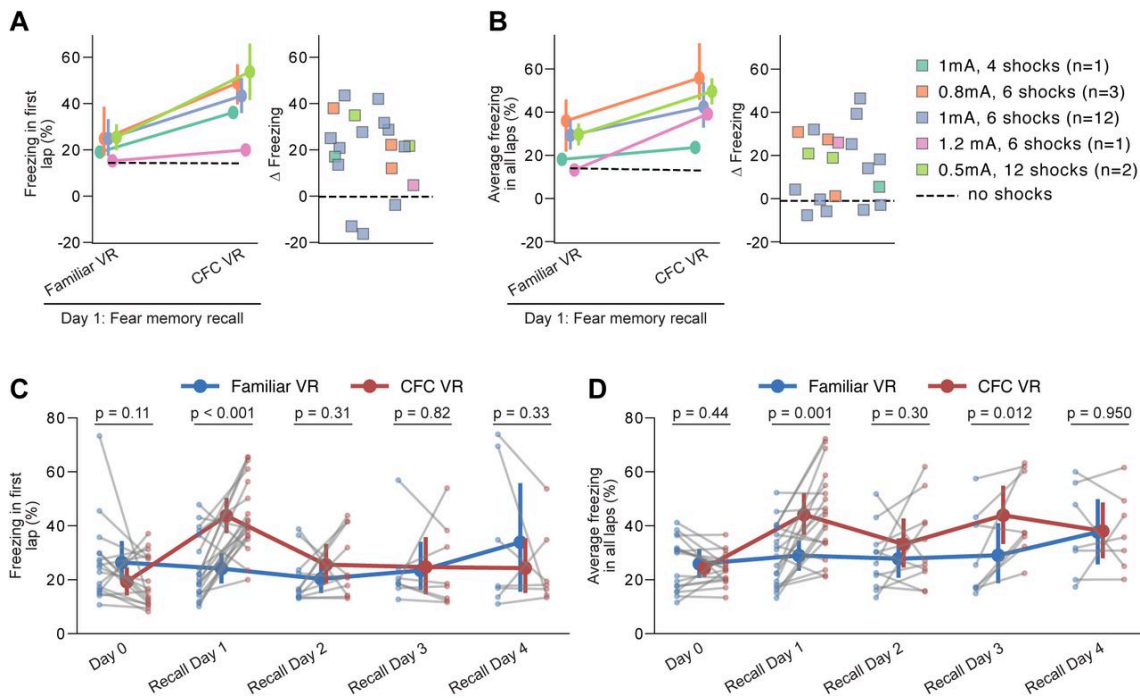 A
60
40
20
0
-20
Freezing in first
lap (%)
Familiar VR
CFC VR
Day 1: Fear memory recall
60
40
20
0
-20
Δ Freezing
B
60
40
20
0
-20
Average freezing
in all laps (%)
Familiar VR
CFC VR
Day 1: Fear memory recall
60
40
20
0
-20
Δ Freezing
1mA, 4 shocks (n=1)
0.8mA, 6 shocks (n=3)
1mA, 6 shocks (n=12)
1.2 mA, 6 shocks (n=1)
0.5mA, 12 shocks (n=2)
no shocks
C
Familiar VR
CFC VR
p = 0.11
p < 0.001
p = 0.31
p = 0.82
p = 0.33
80
60
40
20
0
Freezing in first
lap (%)
Day 0
Recall Day 1
Recall Day 2
Recall Day 3
Recall Day 4
D
Familiar VR
CFC VR
p = 0.44
p = 0.001
p = 0.30
p = 0.012
p = 0.950
80
60
40
20
0
Average freezing
in all laps (%)
Day 0
Recall Day 1
Recall Day 2
Recall Day 3
Recall Day 4